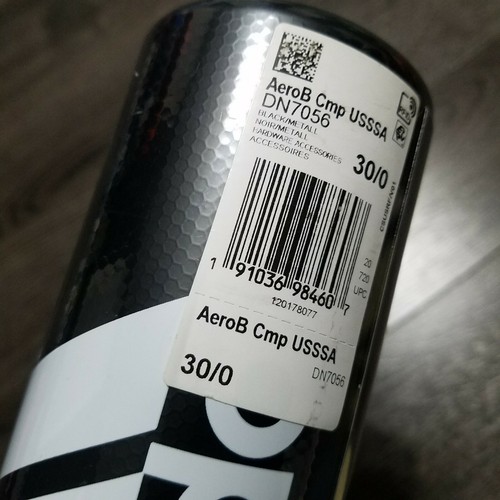 AeroB Cmp USSSA
DN7056
BLACK/METALL
NOIR/METALL
HARDWARE ACCESSORIES
ACCESSOIRES
30/0
1 91036 98460 7
20
720
UPC
120178077
AeroB Cmp USSSA
30/0
DN7056